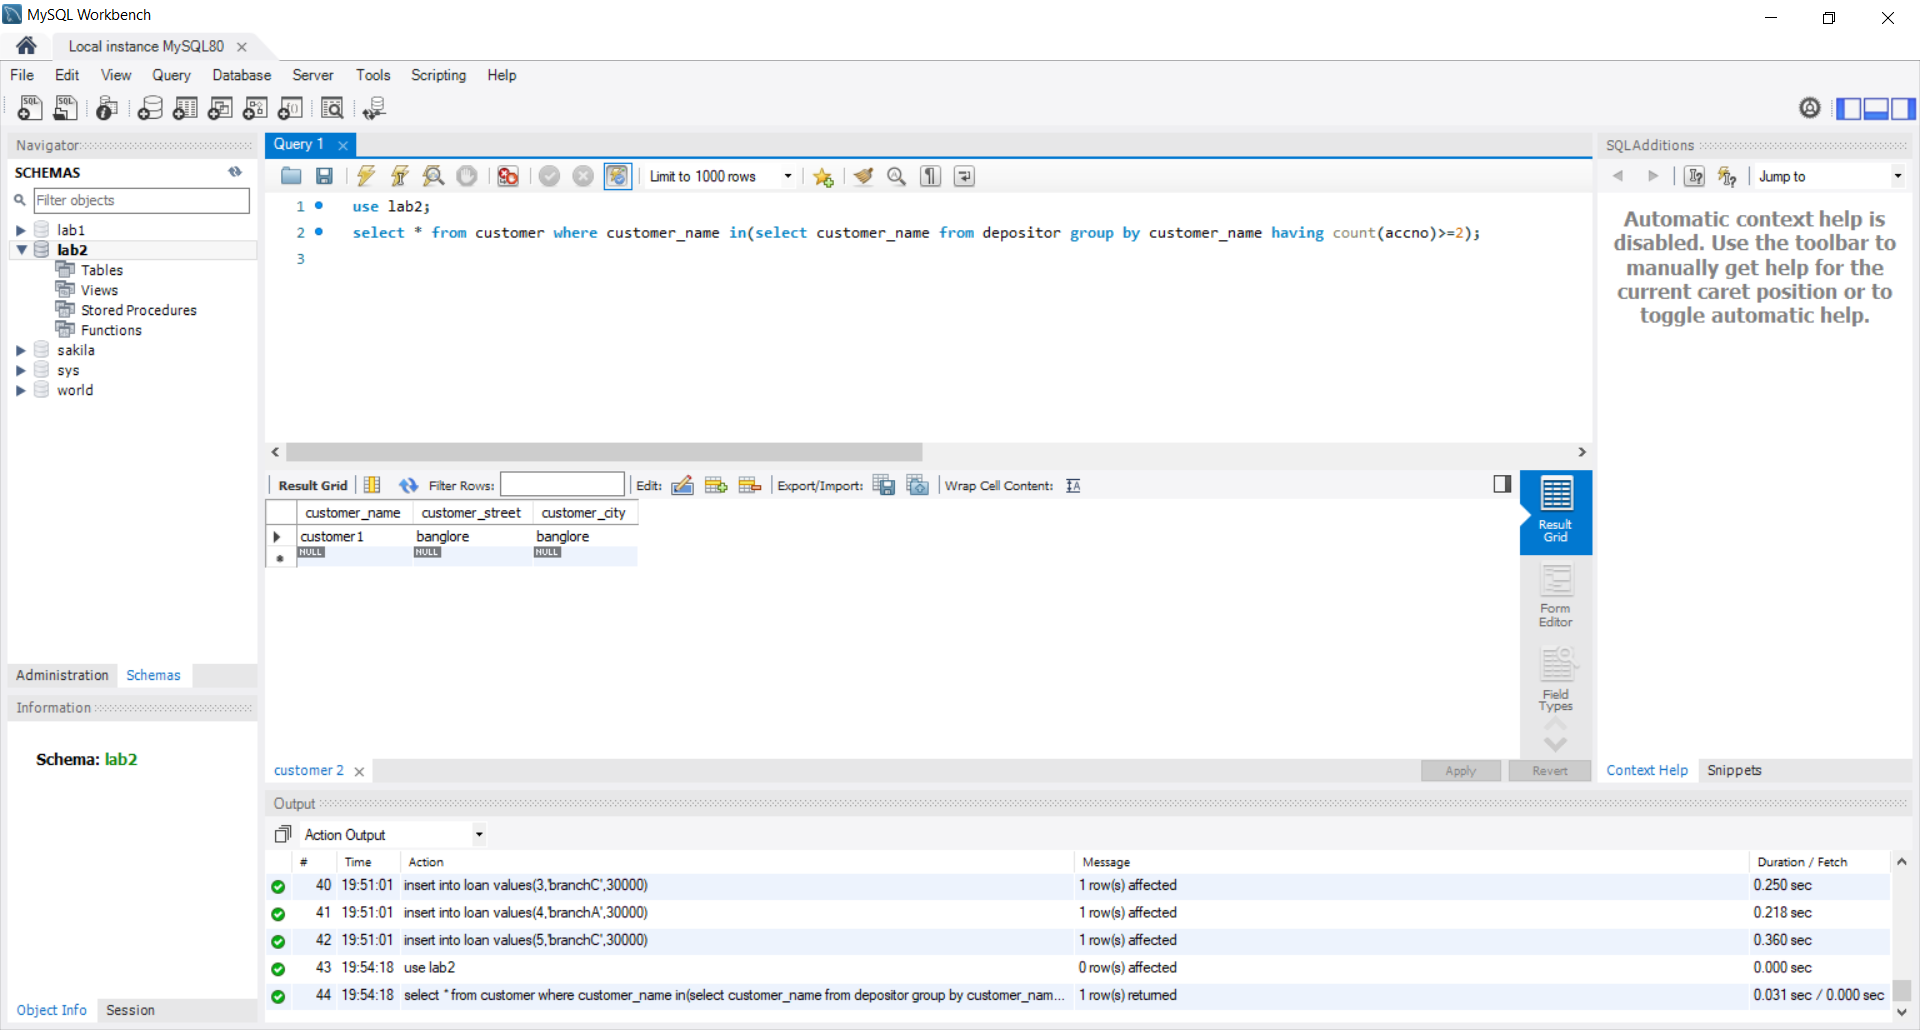 MySQL Workbench
Local instance MySQL80
File Edit View Query Database Server Tools Scripting Help
Navigator
SCHEMAS
Filter objects
lab1
lab2
Tables
Views
Stored Procedures
Functions
sakila
sys
world
Administration Schemas
Information
Schema: lab2
Object Info Session
Query 1
Limit to 1000 rows
1 use lab2;
2 select * from customer where customer_name in(select customer_name from depositor group by customer_name having count(accno)>=2);
3
Result Grid Filter Rows: Edit: Export/Import: Wrap Cell Content:
customer_name customer_street customer_city
customer1 banglore banglore
NULL NULL NULL
Result Grid
Form Editor
Field Types
customer 2
Apply Revert
SQLAdditions
Jump to
Automatic context help is
disabled. Use the toolbar to
manually get help for the
current caret position or to
toggle automatic help.
Context Help Snippets
Output
Action Output
# Time Action Message Duration / Fetch
40 19:51:01 insert into loan values(3,'branchC',30000) 1 row(s) affected 0.250 sec
41 19:51:01 insert into loan values(4,'branchA',30000) 1 row(s) affected 0.218 sec
42 19:51:01 insert into loan values(5,'branchC',30000) 1 row(s) affected 0.360 sec
43 19:54:18 use lab2 0 row(s) affected 0.000 sec
44 19:54:18 select * from customer where customer_name in(select customer_name from depositor group by customer_nam... 1 row(s) returned 0.031 sec / 0.000 sec